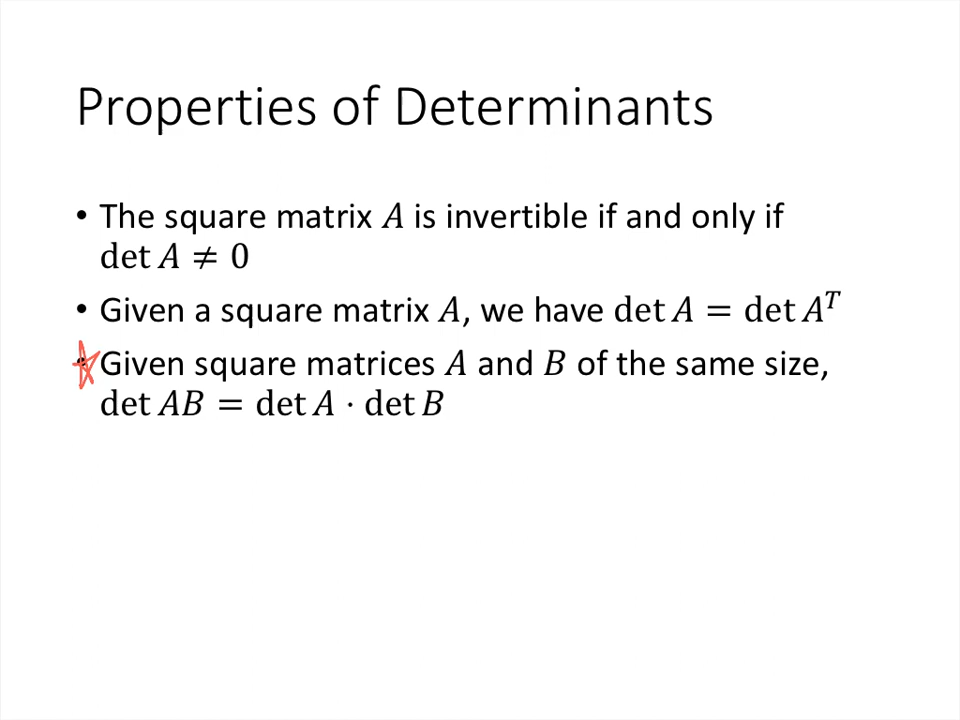 Properties of Determinants
• The square matrix A is invertible if and only if
det A ≠ 0
• Given a square matrix A, we have det A = det Aᵀ
• Given square matrices A and B of the same size,
det AB = det A · det B